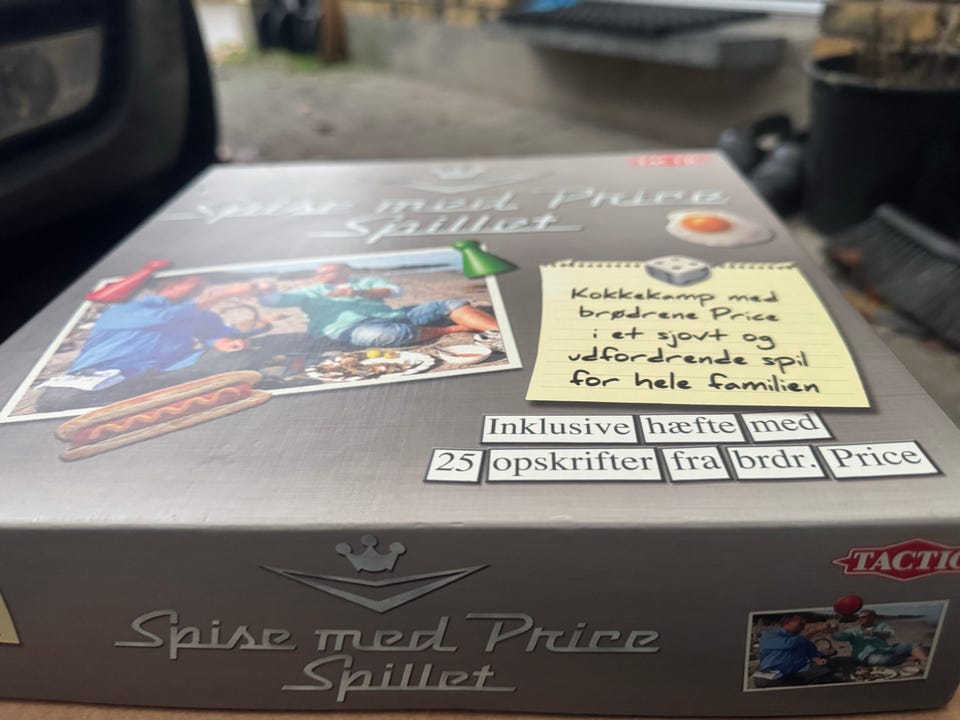 TACTIC
Spise med Price
Spillet
Kokkekamp med
brødrene Price
i et sjovt og
udfordrende spil
for hele familien
Inklusive hæfte med
25 opskrifter fra brdr. Price
TACTIC
Spise med Price
Spillet